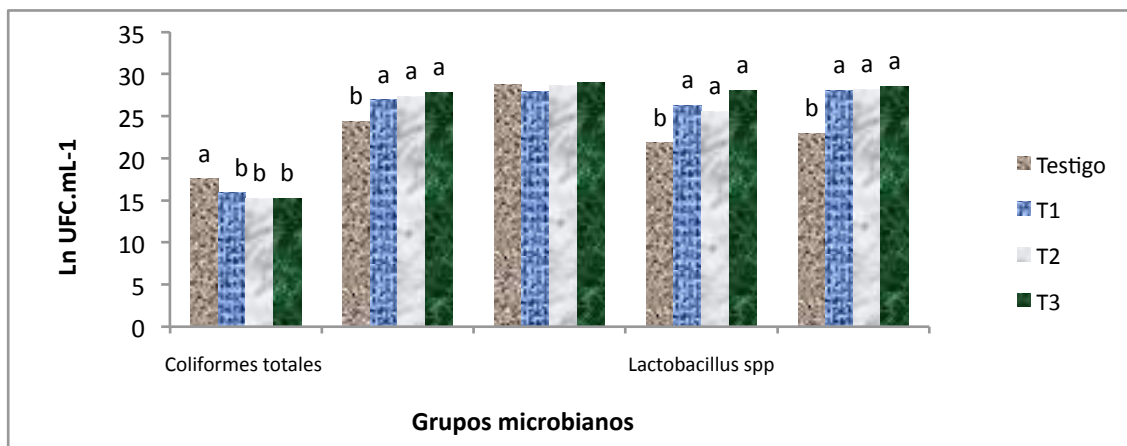 35
30
25
20
15
10
5
0
Ln UFC.mL-1
a b b b
b a a a
b a a a
b a a a
Coliformes totales
Lactobacillus spp
Grupos microbianos
Testigo
T1
T2
T3